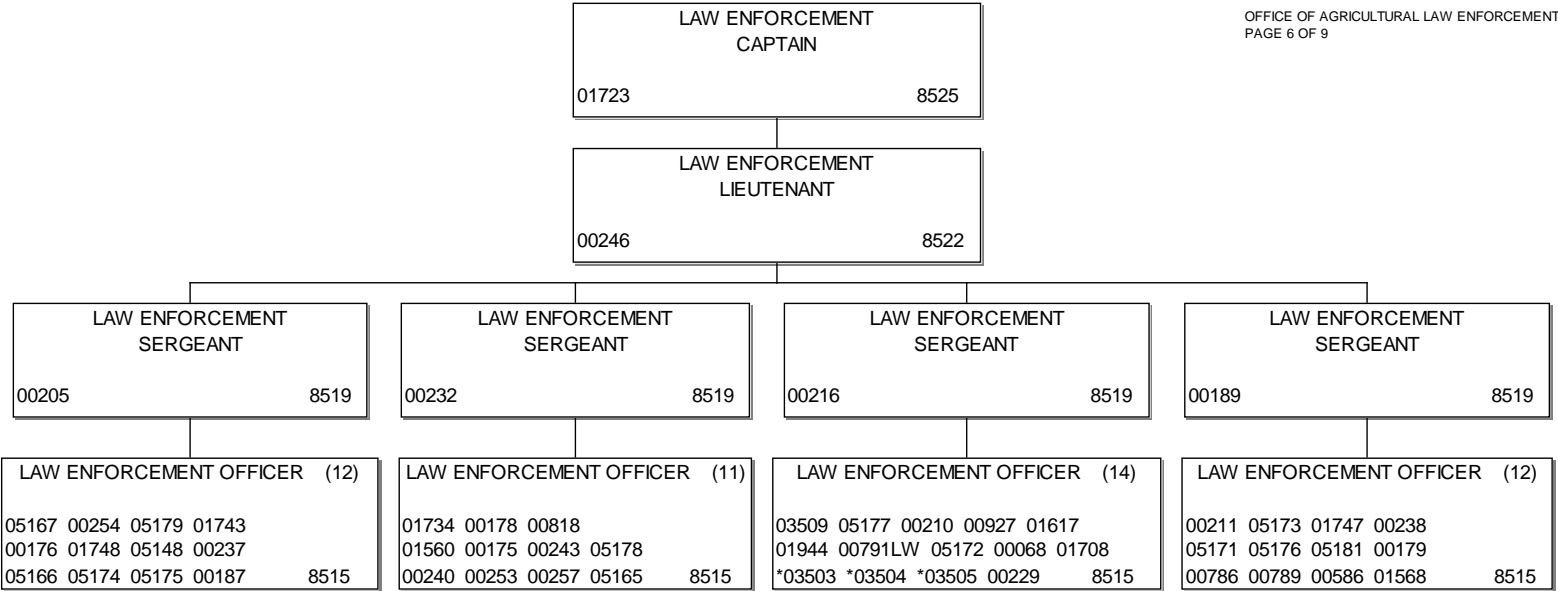 OFFICE OF AGRICULTURAL LAW ENFORCEMENT
PAGE 6 OF 9
LAW ENFORCEMENT
CAPTAIN
01723 8525
LAW ENFORCEMENT
LIEUTENANT
00246 8522
LAW ENFORCEMENT
SERGEANT
00205 8519
LAW ENFORCEMENT
SERGEANT
00232 8519
LAW ENFORCEMENT
SERGEANT
00216 8519
LAW ENFORCEMENT
SERGEANT
00189 8519
LAW ENFORCEMENT OFFICER (12)
05167 00254 05179 01743
00176 01748 05148 00237
05166 05174 05175 00187 8515
LAW ENFORCEMENT OFFICER (11)
01734 00178 00818
01560 00175 00243 05178
00240 00253 00257 05165 8515
LAW ENFORCEMENT OFFICER (14)
03509 05177 00210 00927 01617
01944 00791LW 05172 00068 01708
*03503 *03504 *03505 00229 8515
LAW ENFORCEMENT OFFICER (12)
00211 05173 01747 00238
05171 05176 05181 00179
00786 00789 00586 01568 8515